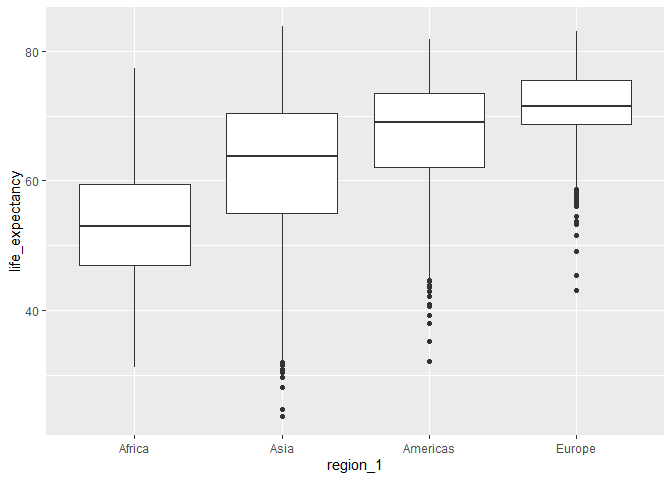 life_expectancy
80
60
40
Africa
Asia
Americas
Europe
region_1